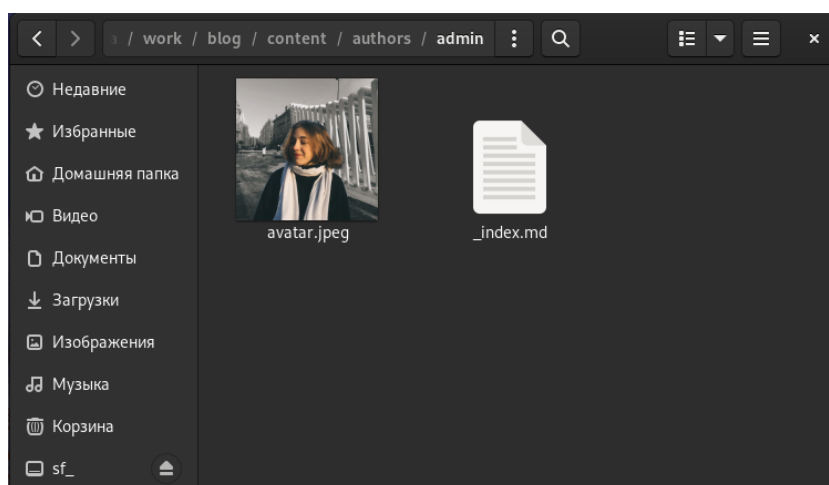 / work / blog / content / authors / admin
Недавние
Избранные
Домашняя папка
Видео
Документы
Загрузки
Изображения
Музыка
Корзина
sf_
avatar.jpeg
_index.md